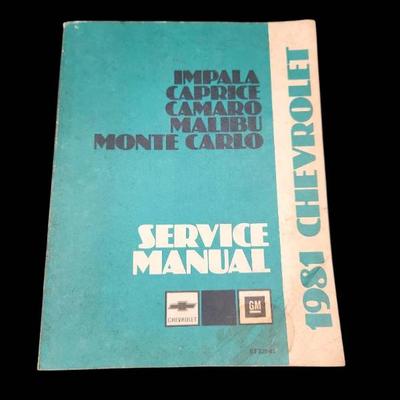 IMPALA
CAPRICE
CAMARO
MALIBU
MONTE CARLO
SERVICE
MANUAL
CHEVROLET
GM
1981 CHEVROLET